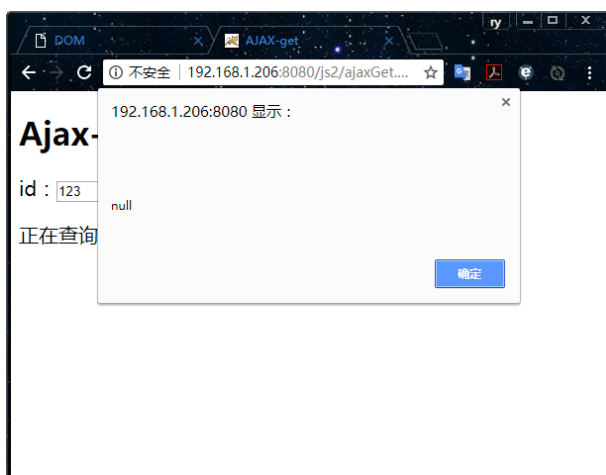 ry
DOM
AJAX-get
不安全 | 192.168.1.206:8080/js2/ajaxGet....
192.168.1.206:8080 显示：
Ajax-
id：123
null
正在查询
确定